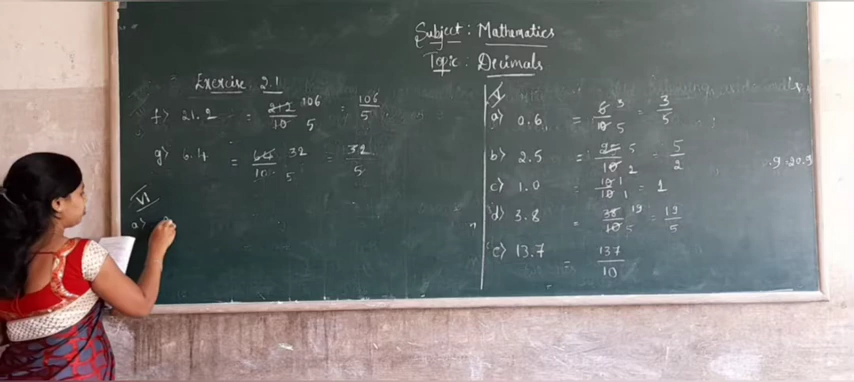 Subject: Mathematics
Topic: Decimals
Exercise 2.1
f) 21.2 = 212/10 106/5 = 106/5
g) 6.4 = 64/10 32/5 = 32/5
VI
a)
V
a) 0.6 = 6/10 3/5 = 3/5
b) 2.5 = 25/10 5/2 = 5/2
c) 1.0 = 10/10 1/1 = 1
d) 3.8 = 38/10 19/5 = 19/5
e) 13.7 = 137/10